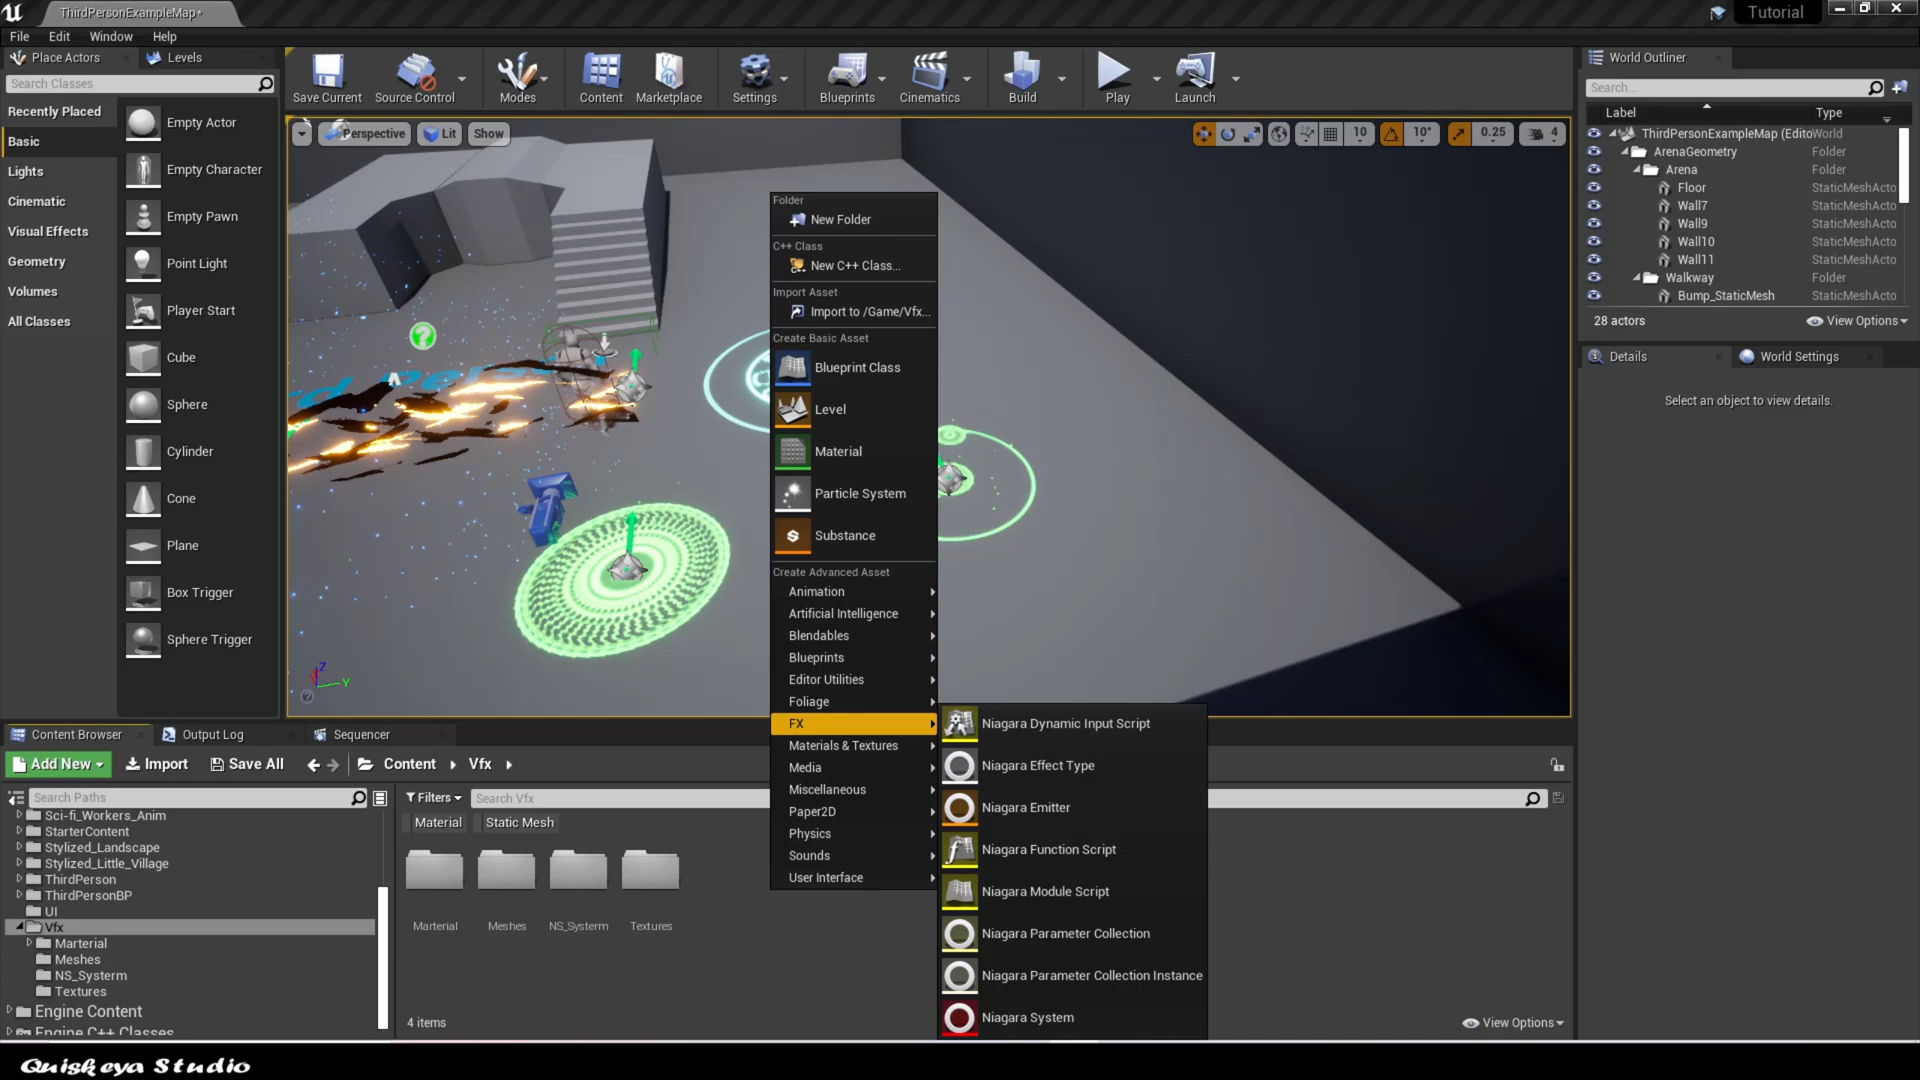 ThirdPersonExampleMap*
Tutorial
File Edit Window Help
Place Actors
Levels
Search Classes
Recently Placed
Basic
Lights
Cinematic
Visual Effects
Geometry
Volumes
All Classes
Empty Actor
Empty Character
Empty Pawn
Point Light
Player Start
Cube
Sphere
Cylinder
Cone
Plane
Box Trigger
Sphere Trigger
Save Current
Source Control
Modes
Content
Marketplace
Settings
Blueprints
Cinematics
Build
Play
Launch
Perspective
Lit
Show
10
10°
0.25
4
Z
Y
Folder
New Folder
C++ Class
New C++ Class...
Import Asset
Import to /Game/Vfx...
Create Basic Asset
Blueprint Class
Level
Material
Particle System
Substance
Create Advanced Asset
Animation
Artificial Intelligence
Blendables
Blueprints
Editor Utilities
Foliage
FX
Materials & Textures
Media
Miscellaneous
Paper2D
Physics
Sounds
User Interface
Niagara Dynamic Input Script
Niagara Effect Type
Niagara Emitter
Niagara Function Script
Niagara Module Script
Niagara Parameter Collection
Niagara Parameter Collection Instance
Niagara System
World Outliner
Search...
Label Type
ThirdPersonExampleMap (Edito World
ArenaGeometry Folder
Arena Folder
Floor StaticMeshActo
Wall7 StaticMeshActo
Wall9 StaticMeshActo
Wall10 StaticMeshActo
Wall11 StaticMeshActo
Walkway Folder
Bump_StaticMesh StaticMeshActo
28 actors
View Options
Details
World Settings
Select an object to view details.
Content Browser
Output Log
Sequencer
Add New
Import
Save All
Content
Vfx
Search Paths
Filters
Search Vfx
Material
Static Mesh
Sci-fi_Workers_Anim
StarterContent
Stylized_Landscape
Stylized_Little_Village
ThirdPerson
ThirdPersonBP
UI
Vfx
Marterial
Meshes
NS_Systerm
Textures
Engine Content
Engine C++ Classes
Marterial
Meshes
NS_Systerm
Textures
4 items
View Options
Quiskeya Studio